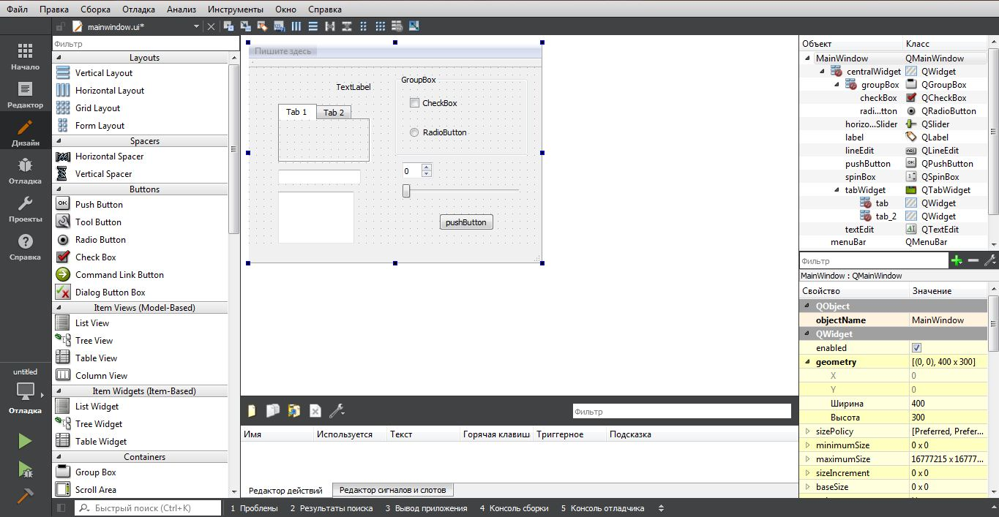 Файл Правка Сборка Отладка Анализ Инструменты Окно Справка
mainwindow.ui*
Начало
Редактор
Дизайн
Отладка
Проекты
Справка
untitled
Отладка
Фильтр
Layouts
Vertical Layout
Horizontal Layout
Grid Layout
Form Layout
Spacers
Horizontal Spacer
Vertical Spacer
Buttons
OK Push Button
Tool Button
Radio Button
Check Box
Command Link Button
Dialog Button Box
Item Views (Model-Based)
List View
Tree View
Table View
Column View
Item Widgets (Item-Based)
List Widget
Tree Widget
Table Widget
Containers
Group Box
Scroll Area
Пишите здесь
TextLabel
GroupBox
CheckBox
Tab 1 Tab 2
RadioButton
0
pushButton
Фильтр
Имя Используется Текст Горячая клавиш Триггерное Подсказка
Редактор действий Редактор сигналов и слотов
Объект Класс
MainWindow QMainWindow
centralWidget QWidget
groupBox QGroupBox
checkBox QCheckBox
radi...tton QRadioButton
horizo...Slider QSlider
label QLabel
lineEdit QLineEdit
pushButton OK QPushButton
spinBox QSpinBox
tabWidget QTabWidget
tab QWidget
tab_2 QWidget
textEdit AI QTextEdit
menuBar QMenuBar
Фильтр
MainWindow : QMainWindow
Свойство Значение
QObject
objectName MainWindow
QWidget
enabled
geometry [(0, 0), 400 x 300]
X 0
Y 0
Ширина 400
Высота 300
sizePolicy [Preferred, Prefer...
minimumSize 0 x 0
maximumSize 16777215 x 16777...
sizeIncrement 0 x 0
baseSize 0 x 0
Быстрый поиск (Ctrl+K) 1 Проблемы 2 Результаты поиска 3 Вывод приложения 4 Консоль сборки 5 Консоль отладчика